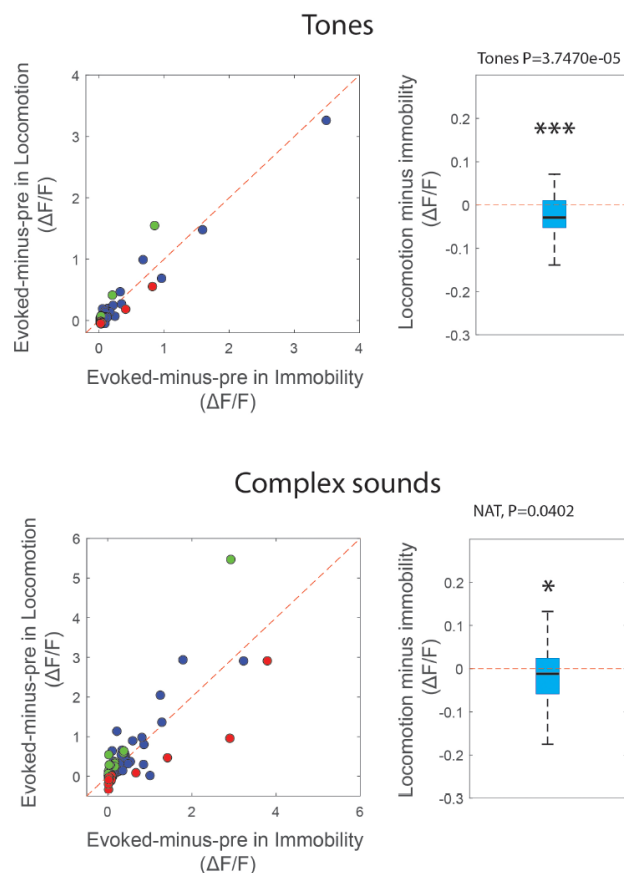 Tones
Tones P=3.7470e-05
4
3
2
1
0
0
1
2
3
4
Evoked-minus-pre in Locomotion
(ΔF/F)
Evoked-minus-pre in Immobility
(ΔF/F)
***
0.2
0.1
0
-0.1
-0.2
-0.3
Locomotion minus immobility
(ΔF/F)
Complex sounds
NAT, P=0.0402
6
5
4
3
2
1
0
0
2
4
6
Evoked-minus-pre in Locomotion
(ΔF/F)
Evoked-minus-pre in Immobility
(ΔF/F)
*
0.2
0.1
0
-0.1
-0.2
-0.3
Locomotion minus immobility
(ΔF/F)